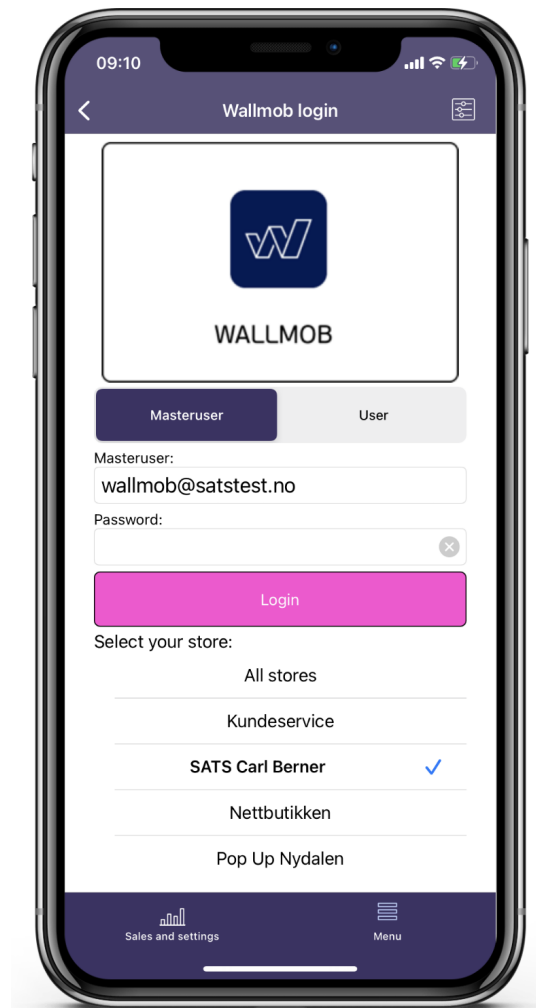 09:10
Wallmob login
WALLMOB
Masteruser User
Masteruser:
wallmob@satstest.no
Password:
Login
Select your store:
All stores
Kundeservice
SATS Carl Berner
Nettbutikken
Pop Up Nydalen
Sales and settings Menu